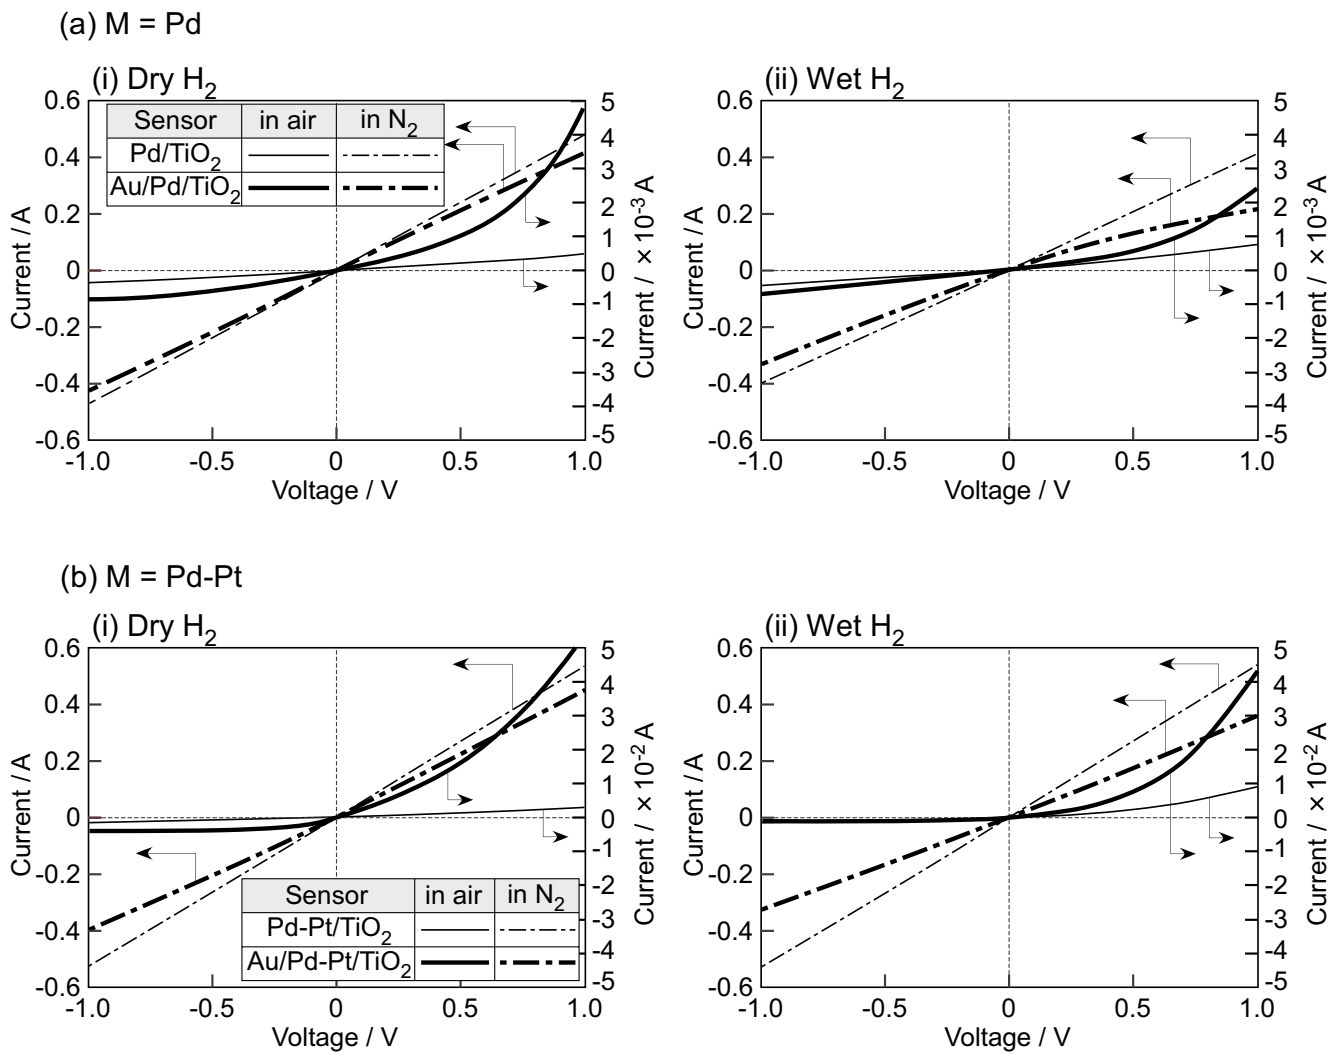 (a) M = Pd
(i) Dry H2
(ii) Wet H2
Sensor in air in N2
Pd/TiO2
Au/Pd/TiO2
0.6
0.4
0.2
0
-0.2
-0.4
-0.6
Current / A
5
4
3
2
1
0
-1
-2
-3
-4
-5
Current / ×10-3 A
-1.0 -0.5 0 0.5 1.0
Voltage / V
0.6
0.4
0.2
0
-0.2
-0.4
-0.6
Current / A
5
4
3
2
1
0
-1
-2
-3
-4
-5
Current / ×10-3 A
-1.0 -0.5 0 0.5 1.0
Voltage / V
(b) M = Pd-Pt
(i) Dry H2
(ii) Wet H2
0.6
0.4
0.2
0
-0.2
-0.4
-0.6
Current / A
Sensor in air in N2
Pd-Pt/TiO2
Au/Pd-Pt/TiO2
5
4
3
2
1
0
-1
-2
-3
-4
-5
Current / ×10-2 A
-1.0 -0.5 0 0.5 1.0
Voltage / V
0.6
0.4
0.2
0
-0.2
-0.4
-0.6
Current / A
5
4
3
2
1
0
-1
-2
-3
-4
-5
Current / ×10-2 A
-1.0 -0.5 0 0.5 1.0
Voltage / V